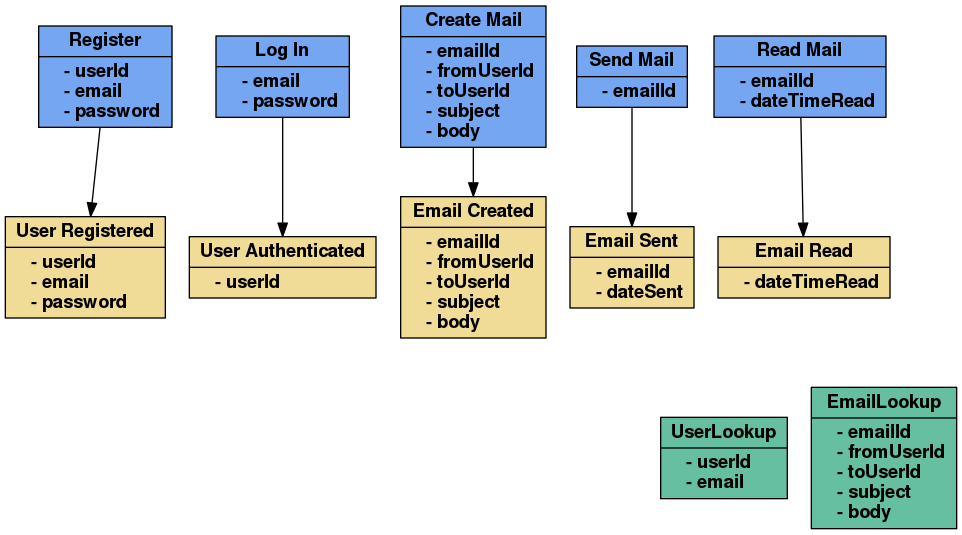 Register
- userId
- email
- password
Log In
- email
- password
Create Mail
- emailId
- fromUserId
- toUserId
- subject
- body
Send Mail
- emailId
Read Mail
- emailId
- dateTimeRead
User Registered
- userId
- email
- password
User Authenticated
- userId
Email Created
- emailId
- fromUserId
- toUserId
- subject
- body
Email Sent
- emailId
- dateSent
Email Read
- dateTimeRead
UserLookup
- userId
- email
EmailLookup
- emailId
- fromUserId
- toUserId
- subject
- body